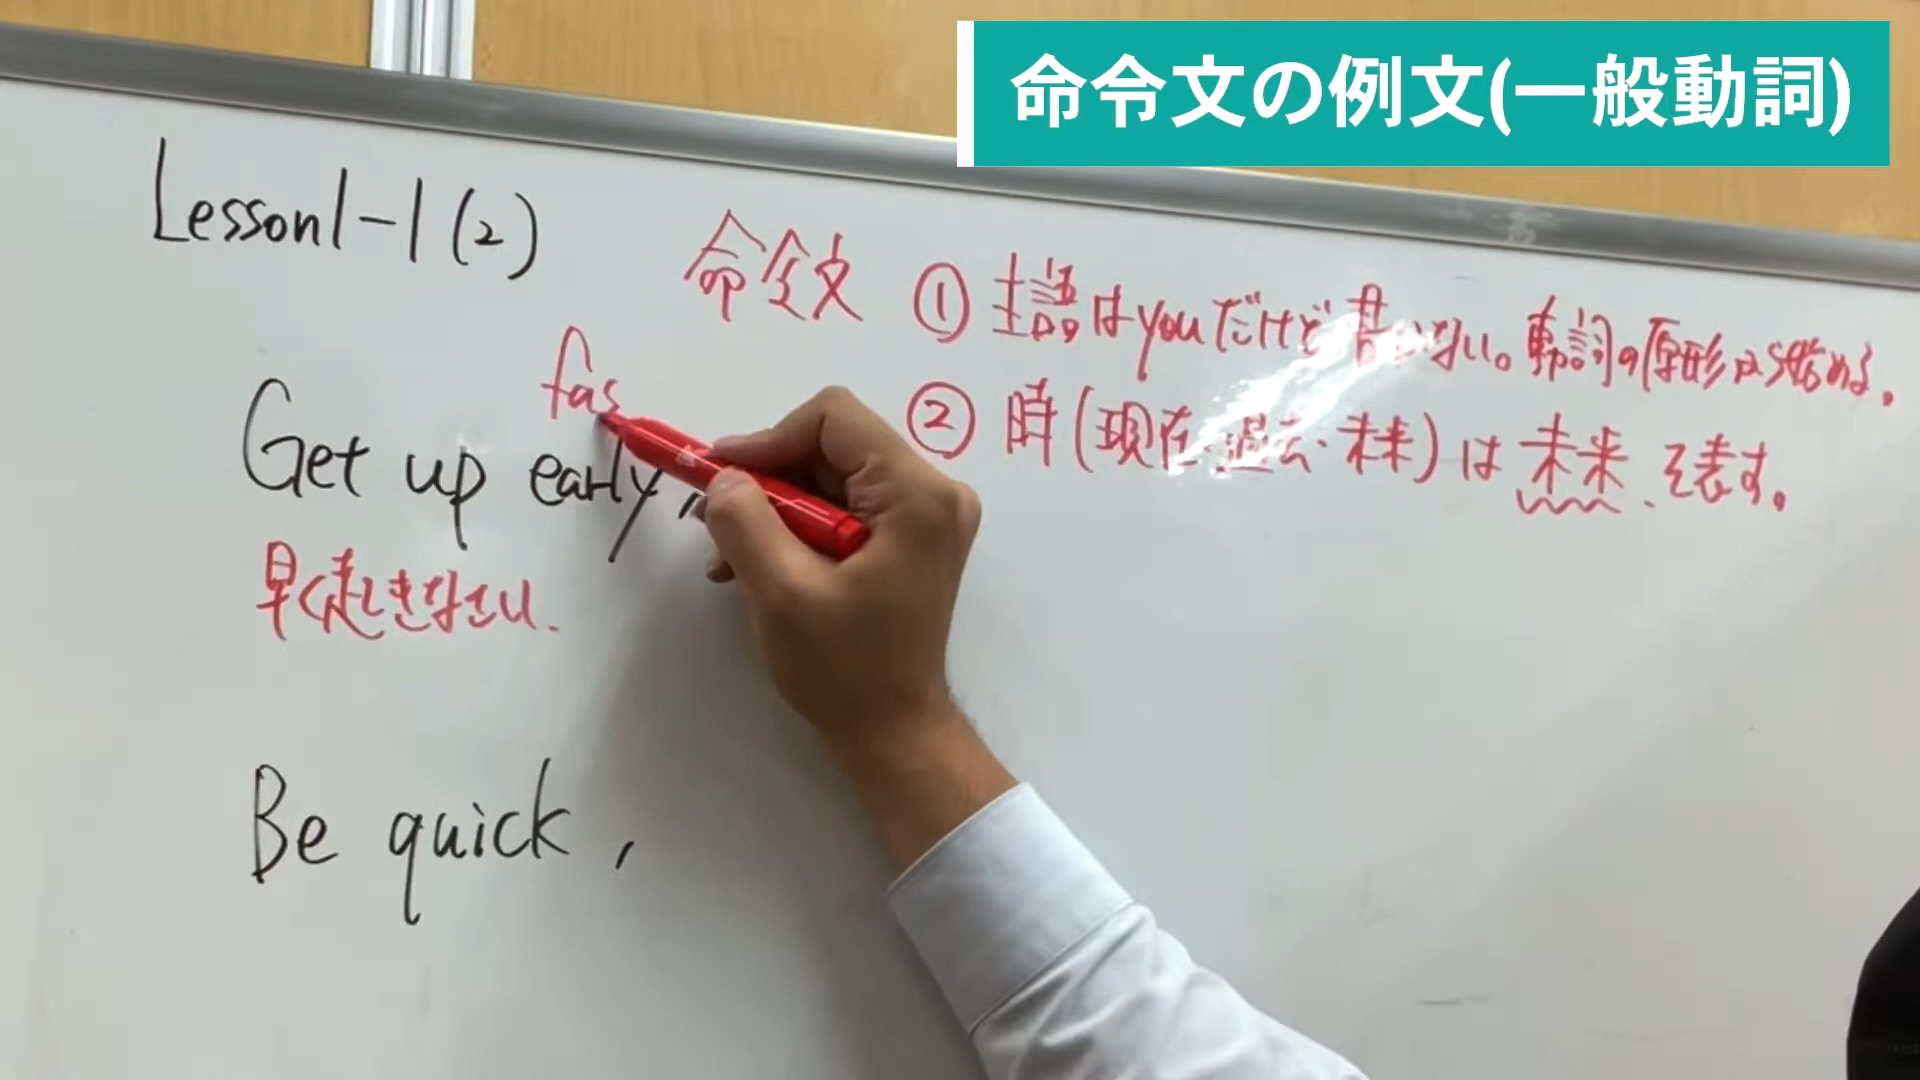 命令文の例文(一般動詞)
Lesson1-1(2)
命令文 ① 主語はyouだけど書かない。動詞の原形から始める。
② 時(現在・過去・未来)は未来を表す。
fas
Get up early,
早く起きなさい.
Be quick,